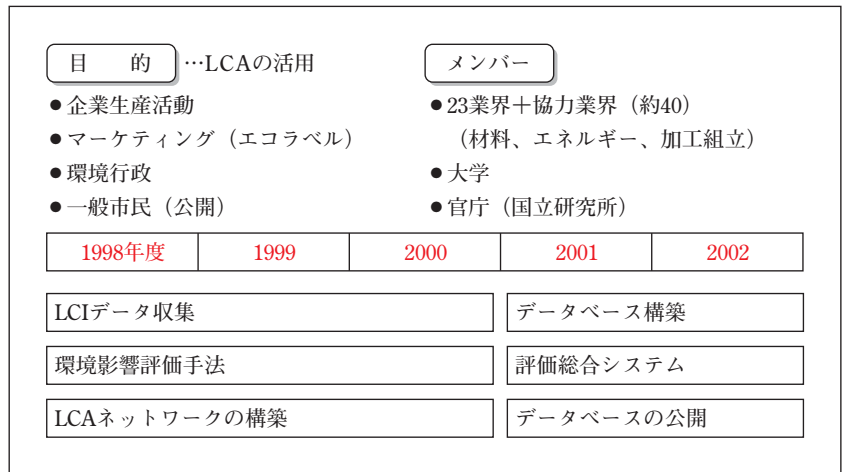 目　的 …LCAの活用
●企業生産活動
●マーケティング（エコラベル）
●環境行政
●一般市民（公開）
メンバー
●23業界＋協力業界（約40）
（材料、エネルギー、加工組立）
●大学
●官庁（国立研究所）
1998年度 1999 2000 2001 2002
LCIデータ収集 データベース構築
環境影響評価手法 評価総合システム
LCAネットワークの構築 データベースの公開